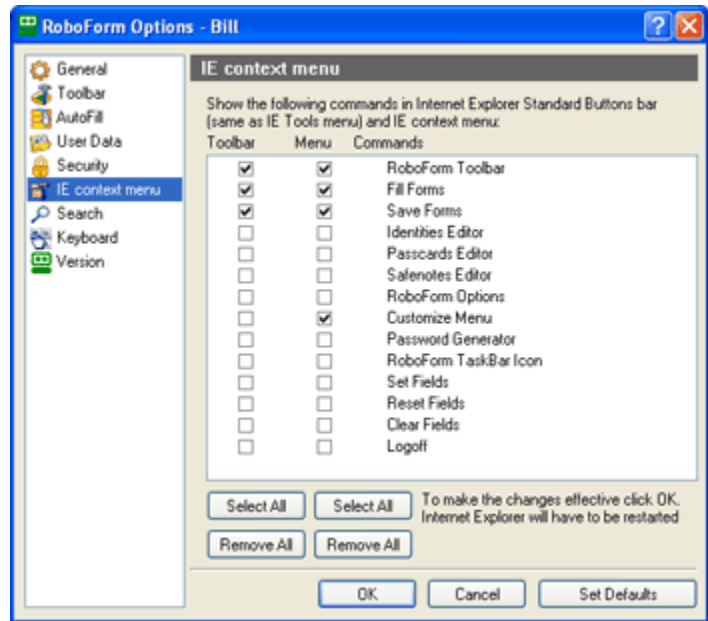 RoboForm Options - Bill
General
Toolbar
AutoFill
User Data
Security
IE context menu
Search
Keyboard
Version
IE context menu
Show the following commands in Internet Explorer Standard Buttons bar
(same as IE Tools menu) and IE context menu:
Toolbar Menu Commands
RoboForm Toolbar
Fill Forms
Save Forms
Identities Editor
Passcards Editor
Safenotes Editor
RoboForm Options
Customize Menu
Password Generator
RoboForm TaskBar Icon
Set Fields
Reset Fields
Clear Fields
Logoff
Select All Select All To make the changes effective click OK.
Internet Explorer will have to be restarted
Remove All Remove All
OK Cancel Set Defaults